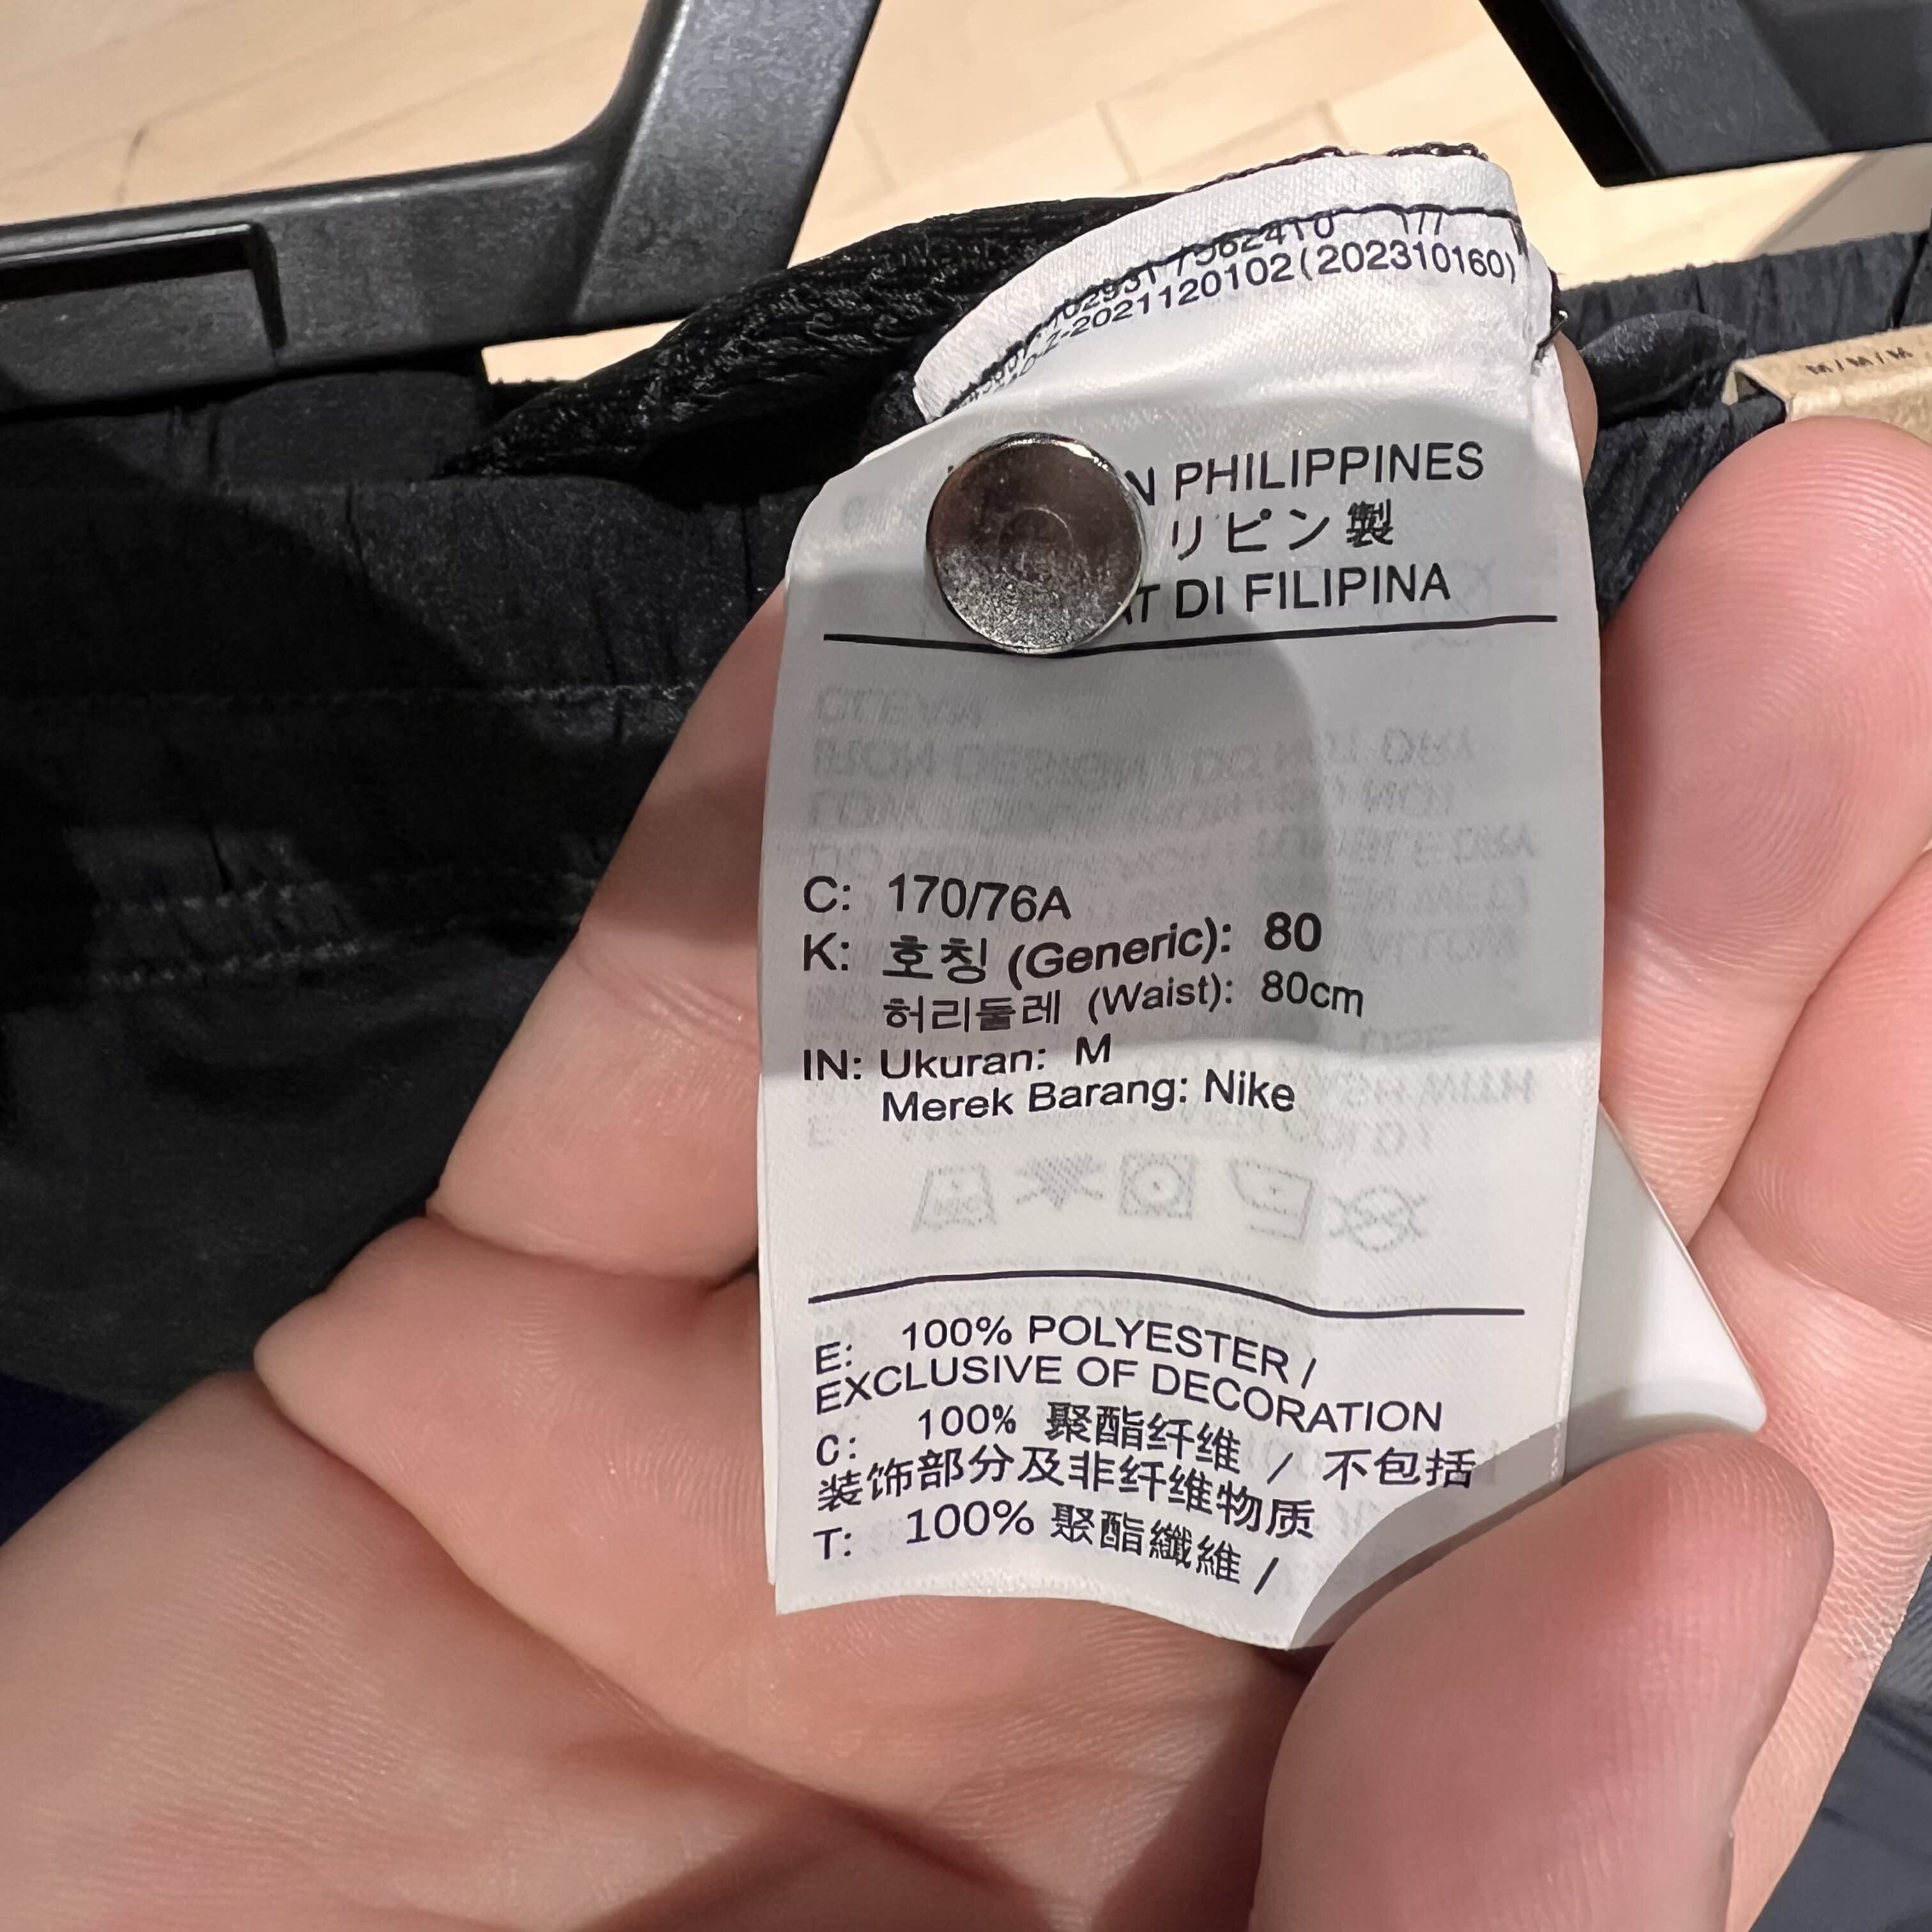 2021120102(202310160)
M/M/M
PHILIPPINES
リピン製
DI FILIPINA
C: 170/76A
K: 호칭 (Generic): 80
허리둘레 (Waist): 80cm
IN: Ukuran: M
Merek Barang: Nike
E: 100% POLYESTER /
EXCLUSIVE OF DECORATION
C: 100% 聚酯纤维 / 不包括
装饰部分及非纤维物质
T: 100% 聚酯纖維 /